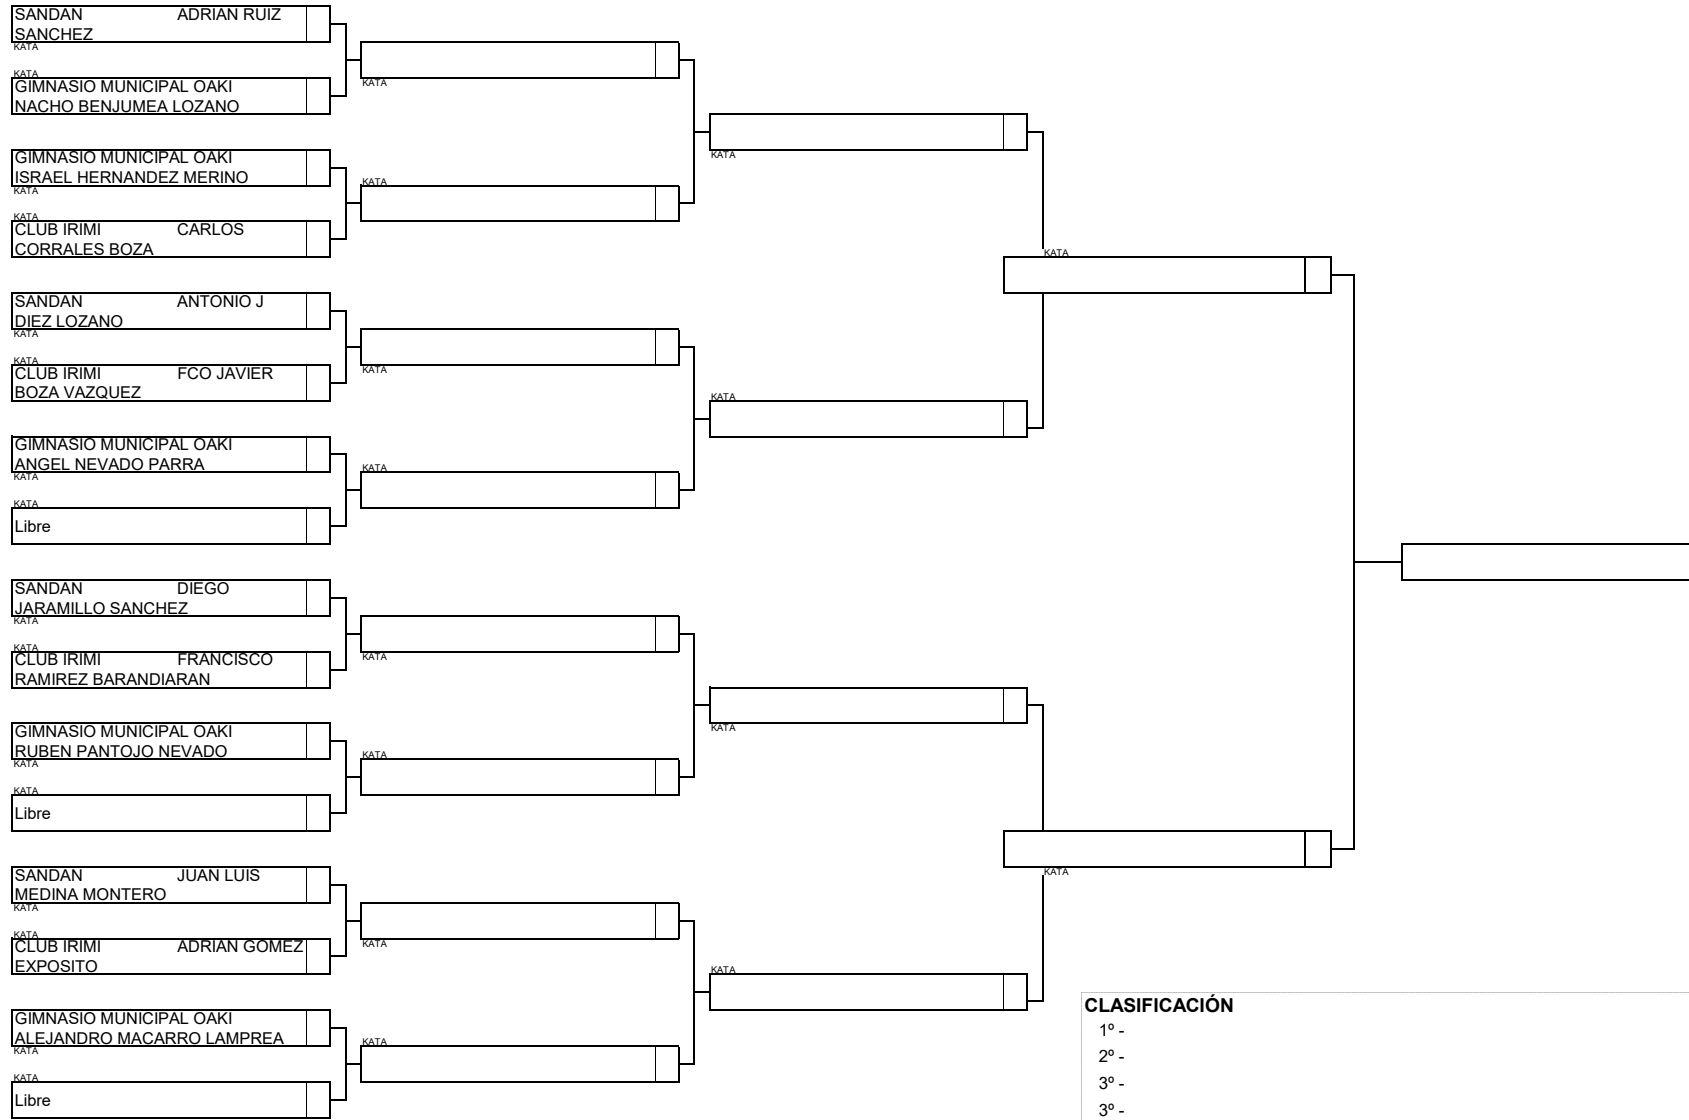 SANDAN ADRIAN RUIZ
SANCHEZ
KATA
KATA
GIMNASIO MUNICIPAL OAKI
NACHO BENJUMEA LOZANO
GIMNASIO MUNICIPAL OAKI
ISRAEL HERNANDEZ MERINO
KATA
KATA
CLUB IRIMI CARLOS
CORRALES BOZA
SANDAN ANTONIO J
DIEZ LOZANO
KATA
KATA
CLUB IRIMI FCO JAVIER
BOZA VAZQUEZ
GIMNASIO MUNICIPAL OAKI
ANGEL NEVADO PARRA
KATA
KATA
Libre
SANDAN DIEGO
JARAMILLO SANCHEZ
KATA
KATA
CLUB IRIMI FRANCISCO
RAMIREZ BARANDIARAN
GIMNASIO MUNICIPAL OAKI
RUBEN PANTOJO NEVADO
KATA
KATA
Libre
SANDAN JUAN LUIS
MEDINA MONTERO
KATA
KATA
CLUB IRIMI ADRIAN GOMEZ
EXPOSITO
GIMNASIO MUNICIPAL OAKI
ALEJANDRO MACARRO LAMPREA
KATA
KATA
Libre
KATA
KATA
KATA
KATA
KATA
KATA
KATA
KATA
KATA
KATA
KATA
KATA
KATA
KATA
CLASIFICACIÓN
1º -
2º -
3º -
3º -